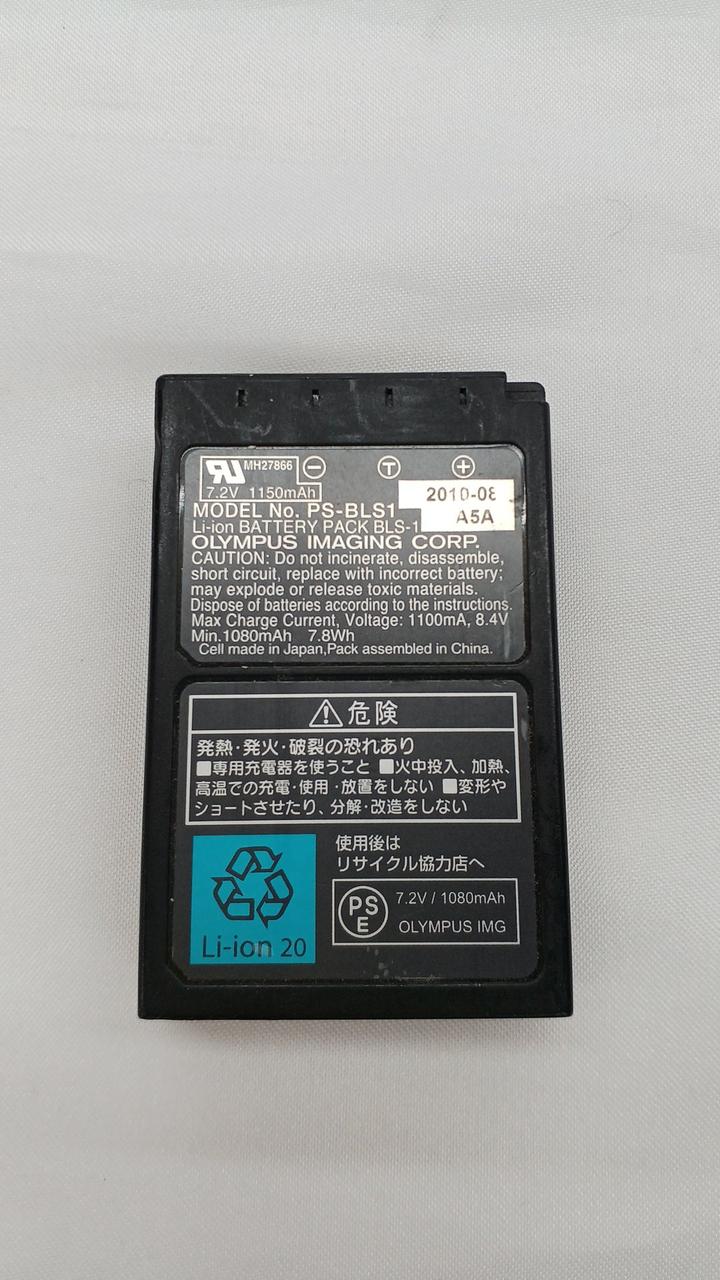 MH27866
7.2V 1150mAh
⊖ Ⓣ ⊕
2010-08
MODEL No. PS-BLS1
A5A
Li-ion BATTERY PACK BLS-1
OLYMPUS IMAGING CORP.
CAUTION: Do not incinerate, disassemble,
short circuit, replace with incorrect battery;
may explode or release toxic materials.
Dispose of batteries according to the instructions.
Max Charge Current, Voltage: 1100mA, 8.4V
Min.1080mAh 7.8Wh
Cell made in Japan,Pack assembled in China.
⚠危険
発熱・発火・破裂の恐れあり
■専用充電器を使うこと ■火中投入、加熱、
高温での充電・使用・放置をしない ■変形や
ショートさせたり、分解・改造をしない
使用後は
リサイクル協力店へ
Li-ion 20
PS
E
7.2V / 1080mAh
OLYMPUS IMG